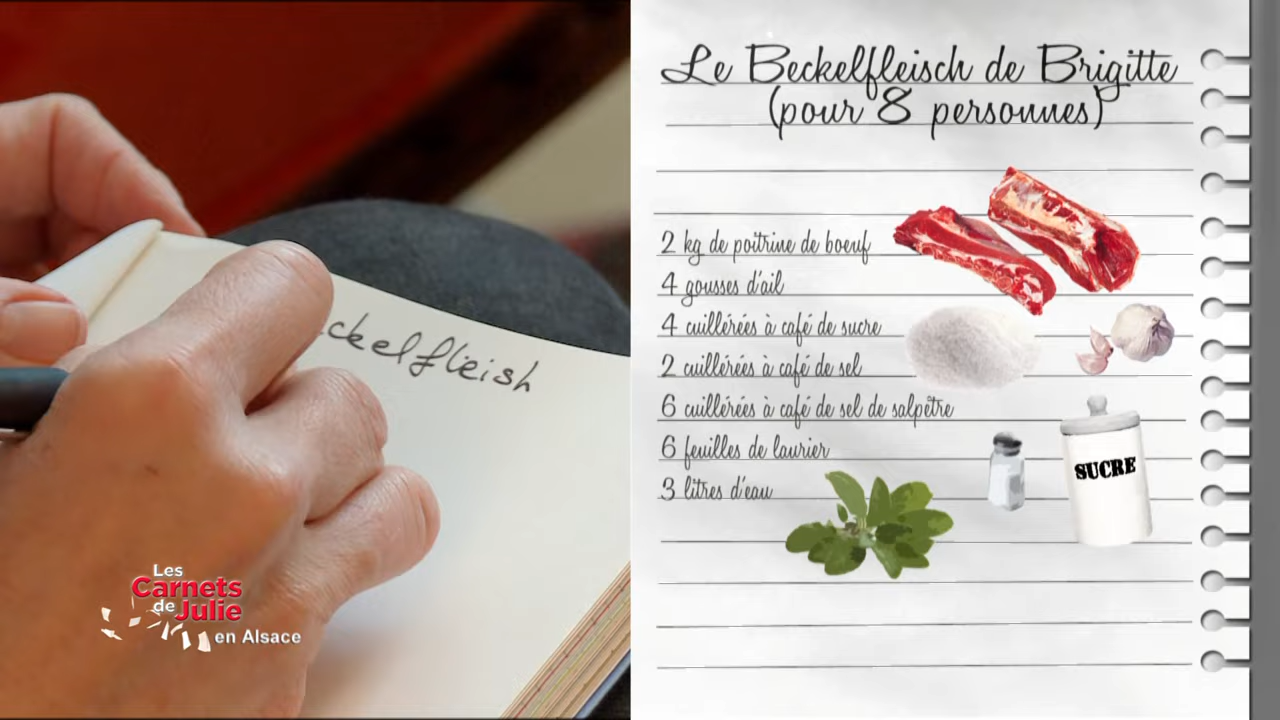 ckelfleish
Les
Carnets
de Julie
en Alsace
Le Beckelfleisch de Brigitte
(pour 8 personnes)
2 kg de poitrine de boeuf
4 gousses d'ail
4 cuillérées à café de sucre
2 cuillérées à café de sel
6 cuillérées à café de sel de salpêtre
6 feuilles de laurier
3 litres d'eau
SUCRE